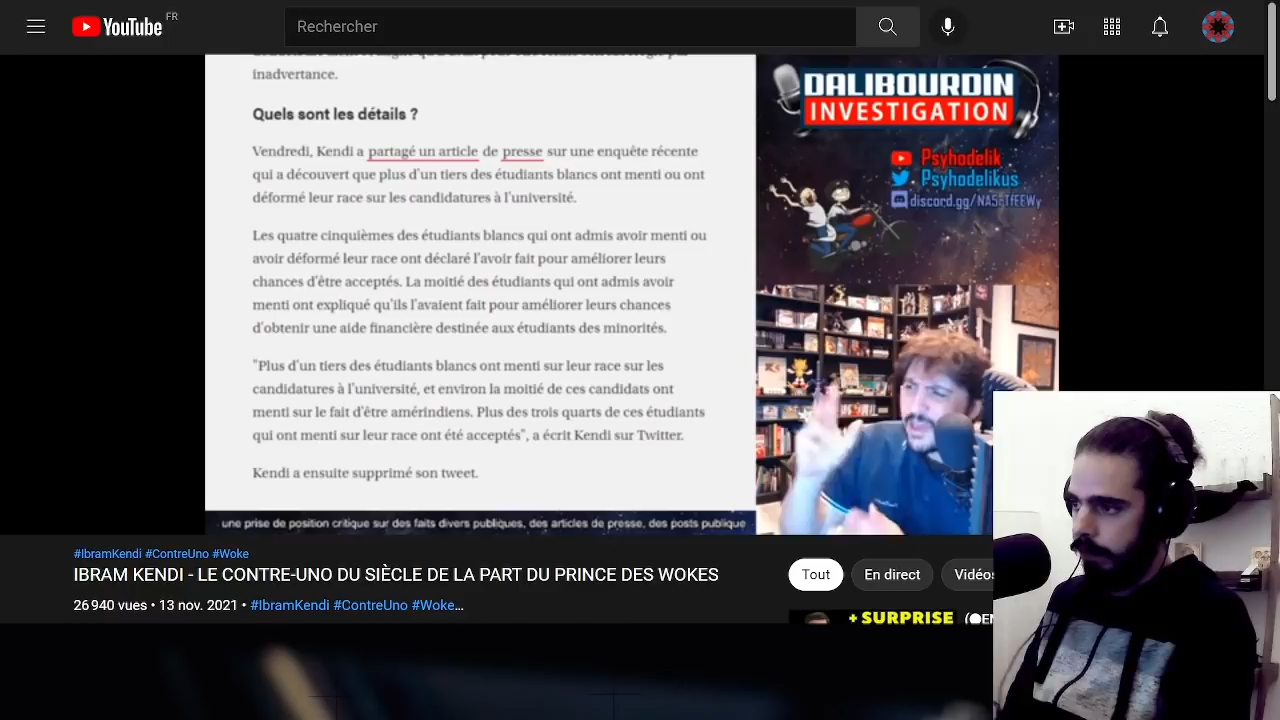 YouTube FR
Rechercher
inadvertance.
Quels sont les détails ?
Vendredi, Kendi a partagé un article de presse sur une enquête récente
qui a découvert que plus d'un tiers des étudiants blancs ont menti ou ont
déformé leur race sur les candidatures à l'université.
Les quatre cinquièmes des étudiants blancs qui ont admis avoir menti ou
avoir déformé leur race ont déclaré l'avoir fait pour améliorer leurs
chances d'être acceptés. La moitié des étudiants qui ont admis avoir
menti ont expliqué qu'ils l'avaient fait pour améliorer leurs chances
d'obtenir une aide financière destinée aux étudiants des minorités.
"Plus d'un tiers des étudiants blancs ont menti sur leur race sur les
candidatures à l'université, et environ la moitié de ces candidats ont
menti sur le fait d'être amérindiens. Plus des trois quarts de ces étudiants
qui ont menti sur leur race ont été acceptés", a écrit Kendi sur Twitter.
Kendi a ensuite supprimé son tweet.
une prise de position critique sur des faits divers publiques, des articles de presse, des posts publique
DALIBOURDIN
INVESTIGATION
Psyhodelik
Psyhodelikus
#IbramKendi #ContreUno #Woke
IBRAM KENDI - LE CONTRE-UNO DU SIÈCLE DE LA PART DU PRINCE DES WOKES
26 940 vues • 13 nov. 2021 • #IbramKendi #ContreUno #Woke…
Tout
En direct
Vidéos
+ SURPRISE